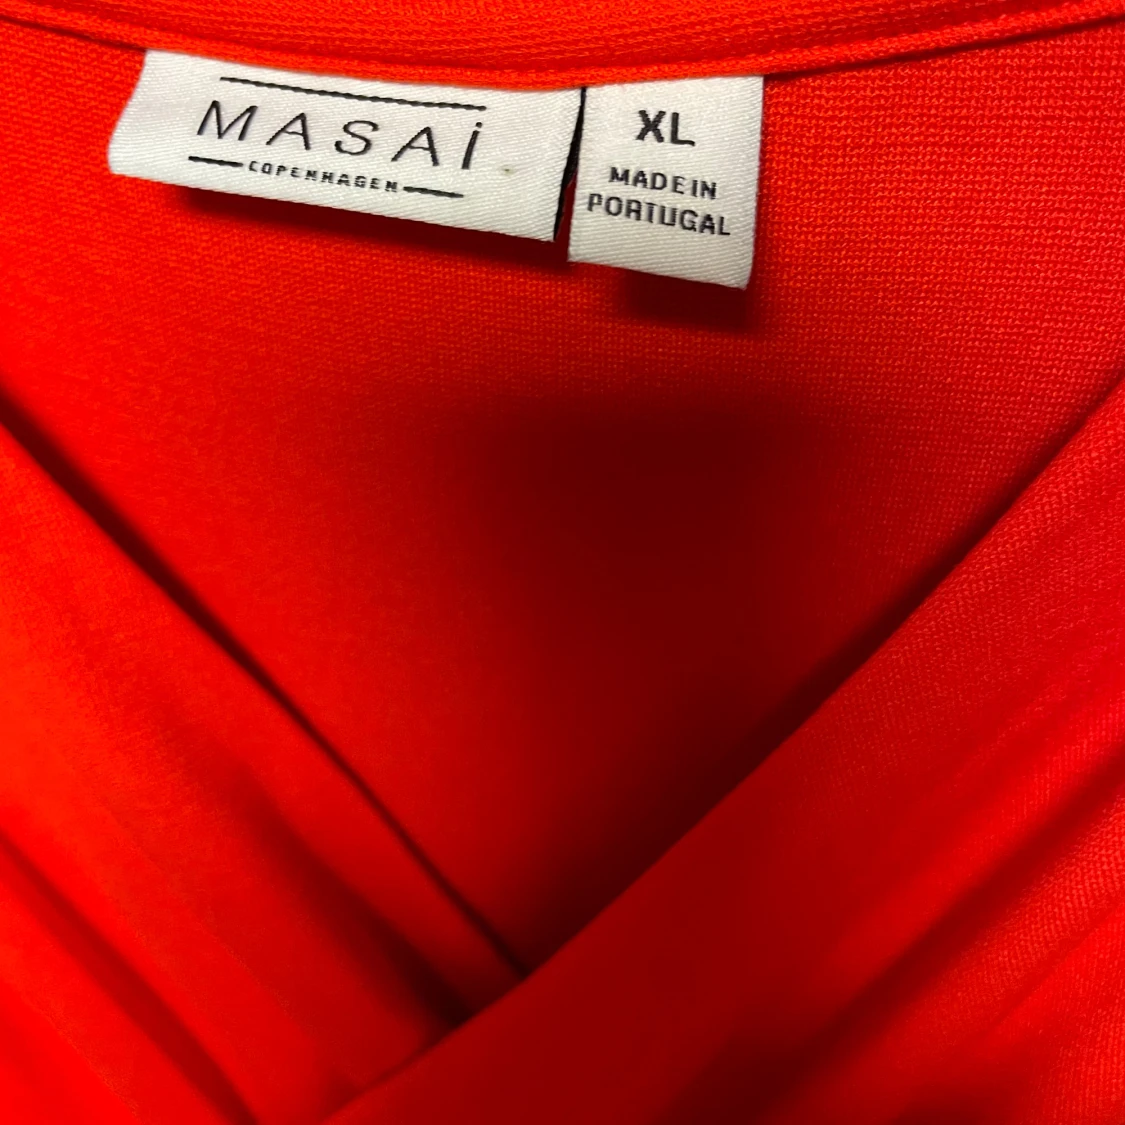 MASAi
COPENHAGEN
XL
MADE IN
PORTUGAL